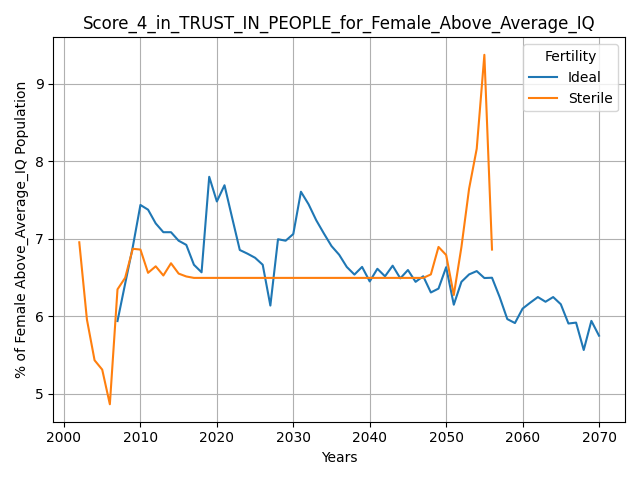 Score_4_in_TRUST_IN_PEOPLE_for_Female_Above_Average_IQ
% of Female Above_Average_IQ Population
9
8
7
6
5
Fertility
Ideal
Sterile
2000 2010 2020 2030 2040 2050 2060 2070
Years